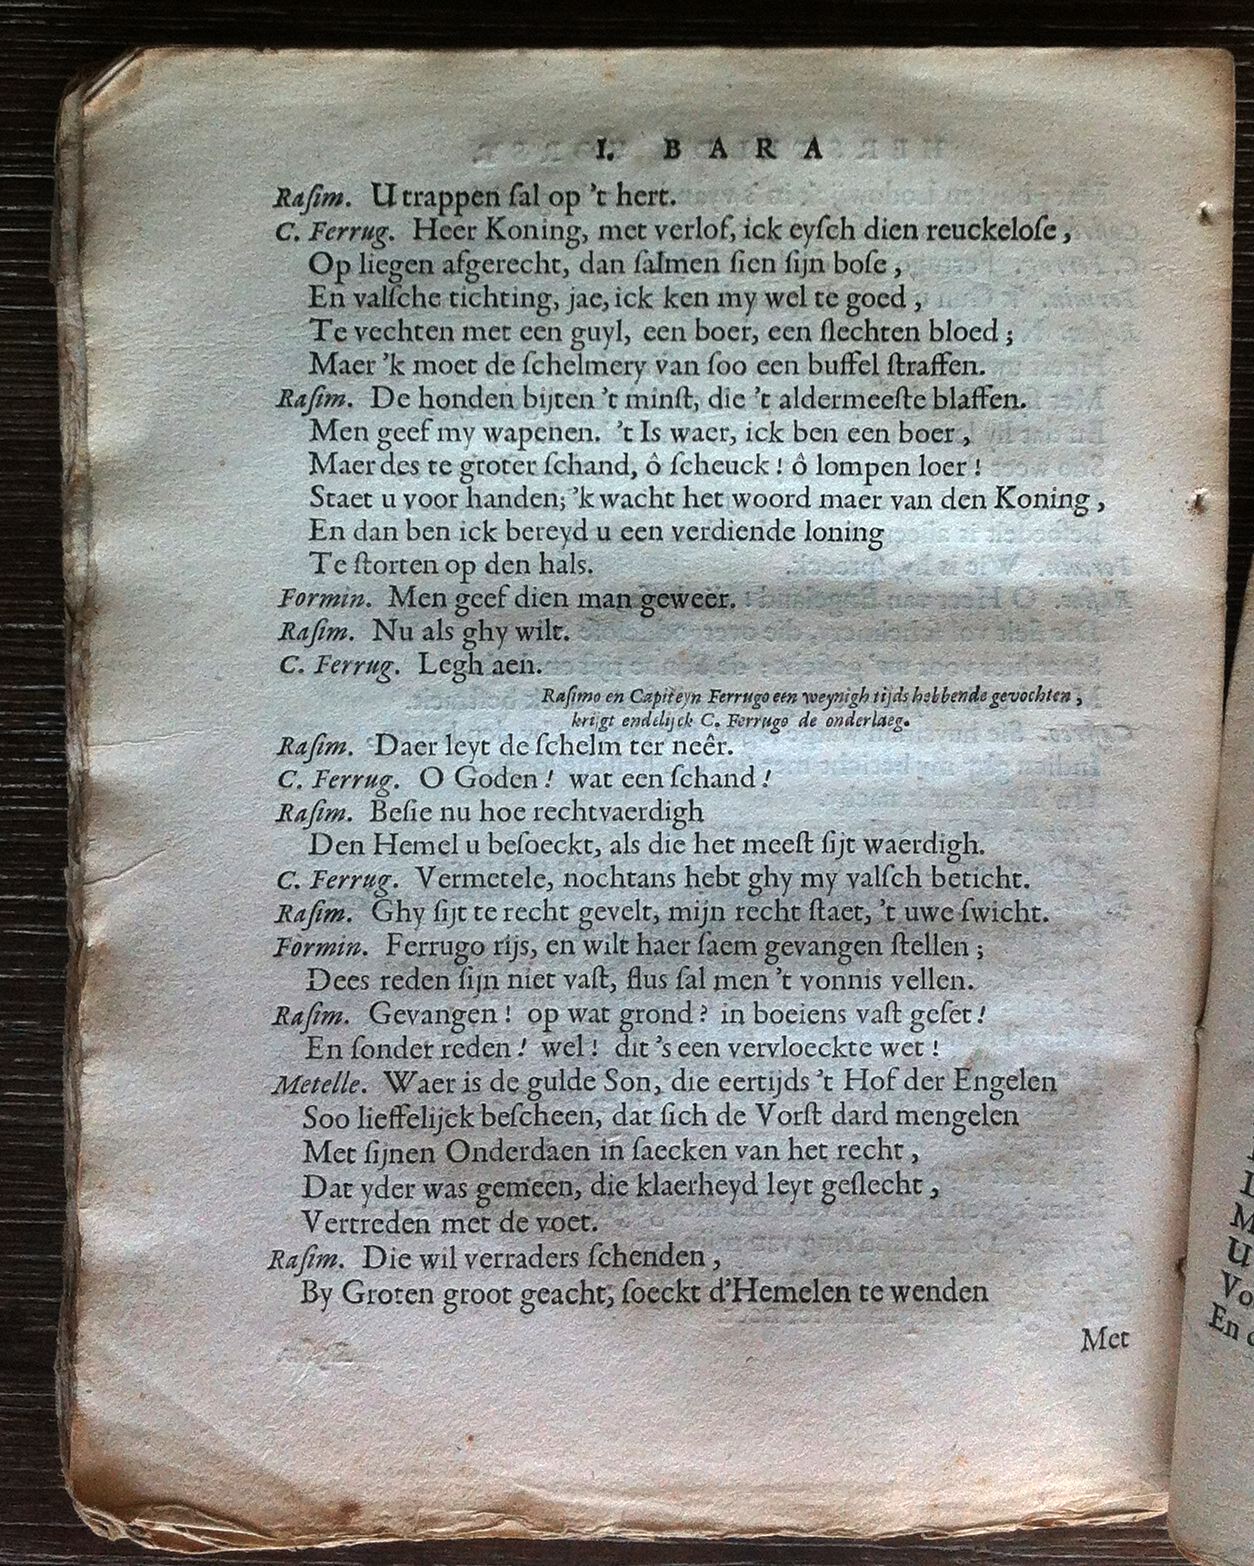 I. BARA
Raſim. U trappen ſal op 't hert.
C. Ferrug. Heer Koning, met verlof, ick eyſch dien reuckeloſe,
Op liegen afgerecht, dan ſalmen ſien ſijn boſe,
En valſche tichting, jae, ick ken my wel te goed,
Te vechten met een guyl, een boer, een ſlechten bloed;
Maer 'k moet de ſchelmery van ſoo een buffel ſtraffen.
Raſim. De honden bijten 't minſt, die 't aldermeeſte blaffen.
Men geef my wapenen. 't Is waer, ick ben een boer,
Maer des te groter ſchand, ô ſcheuck! ô lompen loer!
Staet u voor handen; 'k wacht het woord maer van den Koning,
En dan ben ick bereyd u een verdiende loning
Te ſtorten op den hals.
Formin. Men geef dien man geweêr.
Raſim. Nu als ghy wilt.
C. Ferrug. Legh aen.
Raſimo en Capiteyn Ferrugo een weynigh tijds hebbende gevochten,
krijgt endelijck C. Ferrugo de onderlaeg.
Raſim. Daer leyt de ſchelm ter neêr.
C. Ferrug. O Goden! wat een ſchand!
Raſim. Beſie nu hoe rechtvaerdigh
Den Hemel u beſoeckt, als die het meeſt ſijt waerdigh.
C. Ferrug. Vermetele, nochtans hebt ghy my valſch beticht.
Raſim. Ghy ſijt te recht gevelt, mijn recht ſtaet, 't uwe ſwicht.
Formin. Ferrugo rijs, en wilt haer ſaem gevangen ſtellen;
Dees reden ſijn niet vaſt, flus ſal men 't vonnis vellen.
Raſim. Gevangen! op wat grond? in boeiens vaſt geſet!
En ſonder reden! wel! dit 's een vervloeckte wet!
Metelle. Waer is de gulde Son, die eertijds 't Hof der Engelen
Soo lieffelijck beſcheen, dat ſich de Vorſt dard mengelen
Met ſijnen Onderdaen in ſaecken van het recht,
Dat yder was gemeen, die klaerheyd leyt geſlecht,
Vertreden met de voet.
Raſim. Die wil verraders ſchenden,
By Groten groot geacht, ſoeckt d'Hemelen te wenden
Met